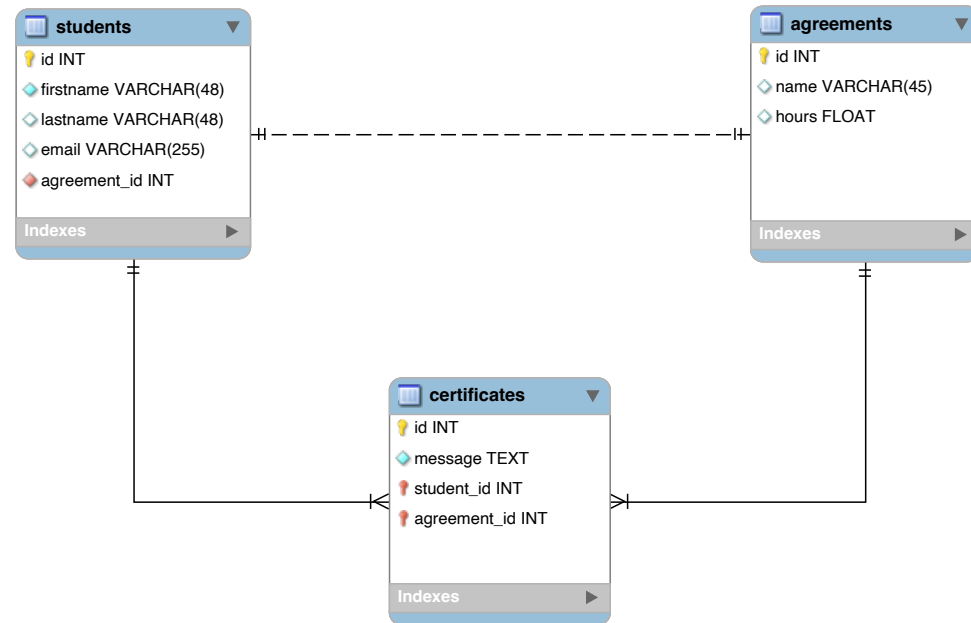 students
id INT
firstname VARCHAR(48)
lastname VARCHAR(48)
email VARCHAR(255)
agreement_id INT
Indexes
agreements
id INT
name VARCHAR(45)
hours FLOAT
Indexes
certificates
id INT
message TEXT
student_id INT
agreement_id INT
Indexes